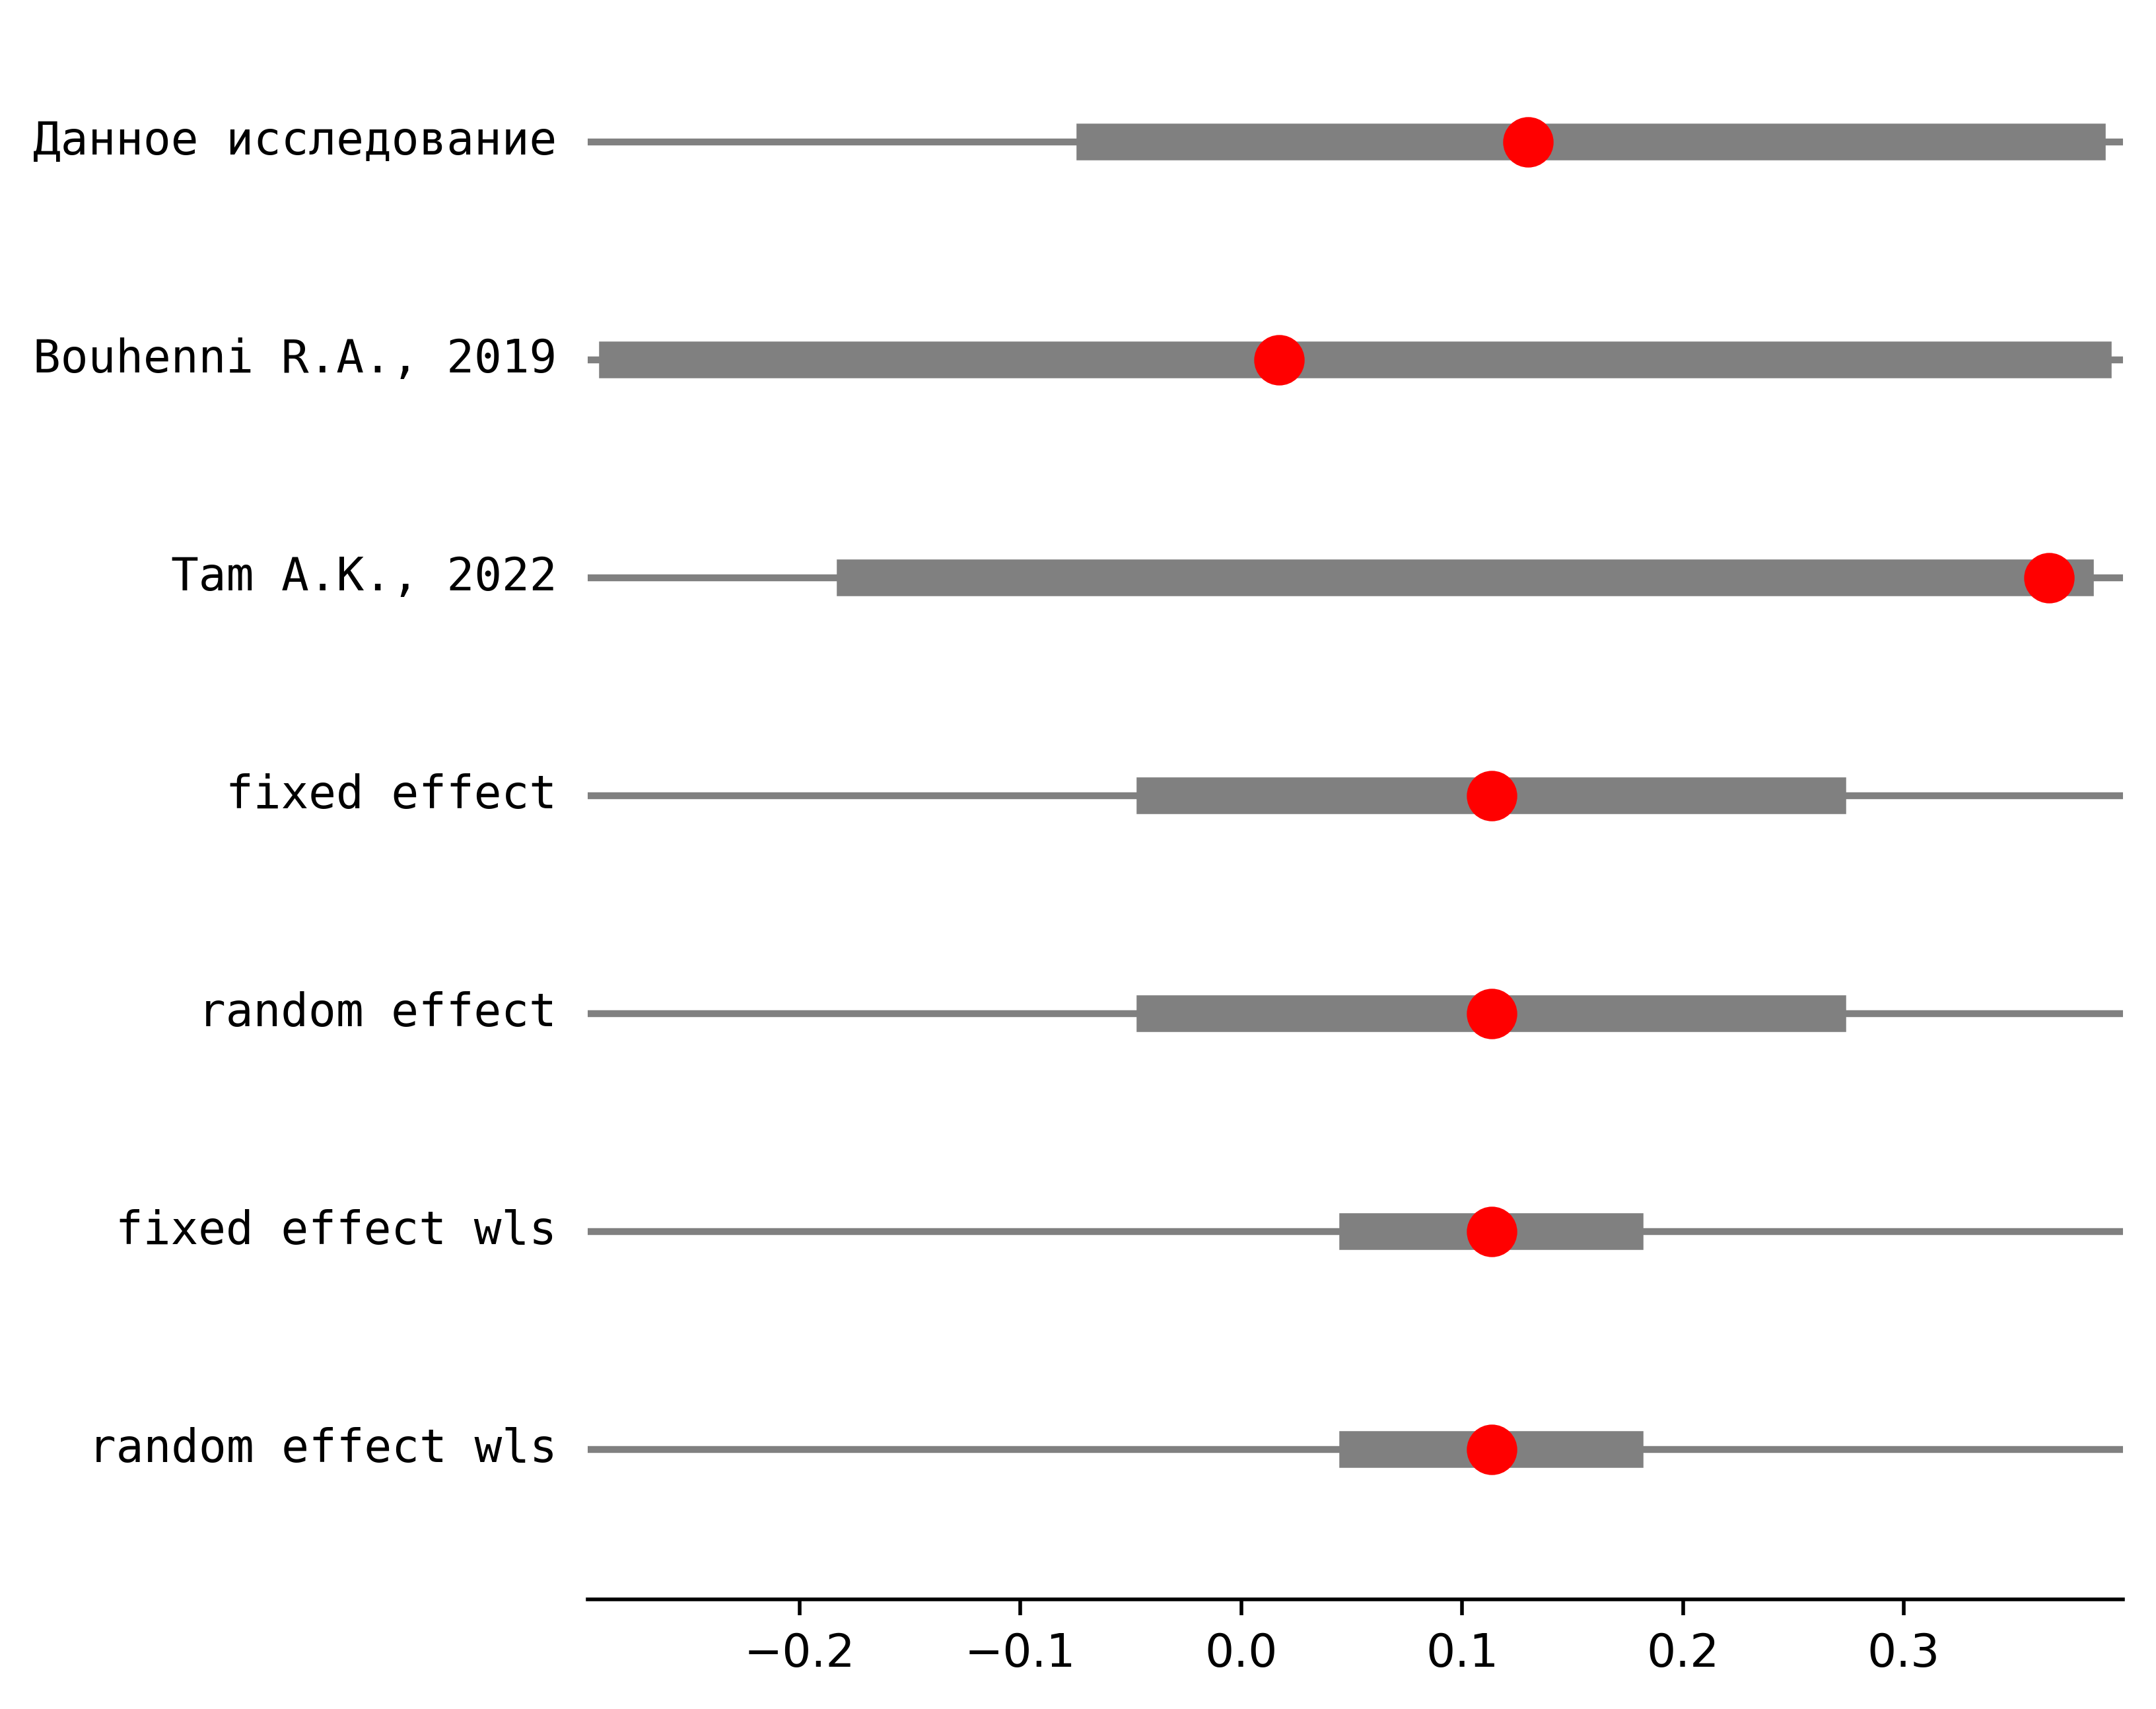 Данное исследование
Bouhenni R.A., 2019
Tam A.K., 2022
fixed effect
random effect
fixed effect wls
random effect wls
−0.2 −0.1 0.0 0.1 0.2 0.3